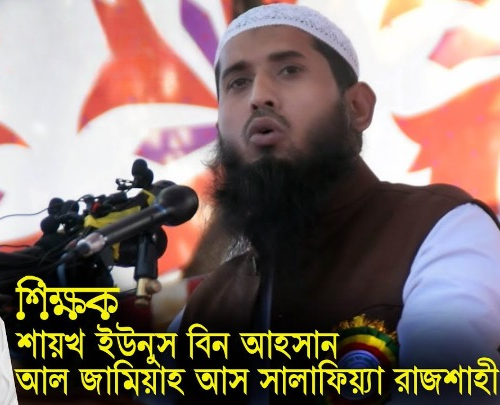 শিক্ষক
শায়খ ইউনুস বিন আহসান
আল জামিয়াহ আস সালাফিয়্যা রাজশাহী